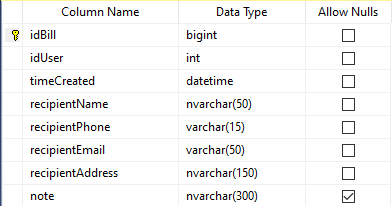 Column Name Data Type Allow Nulls
idBill bigint
idUser int
timeCreated datetime
recipientName nvarchar(50)
recipientPhone varchar(15)
recipientEmail varchar(50)
recipientAddress nvarchar(150)
note nvarchar(300)